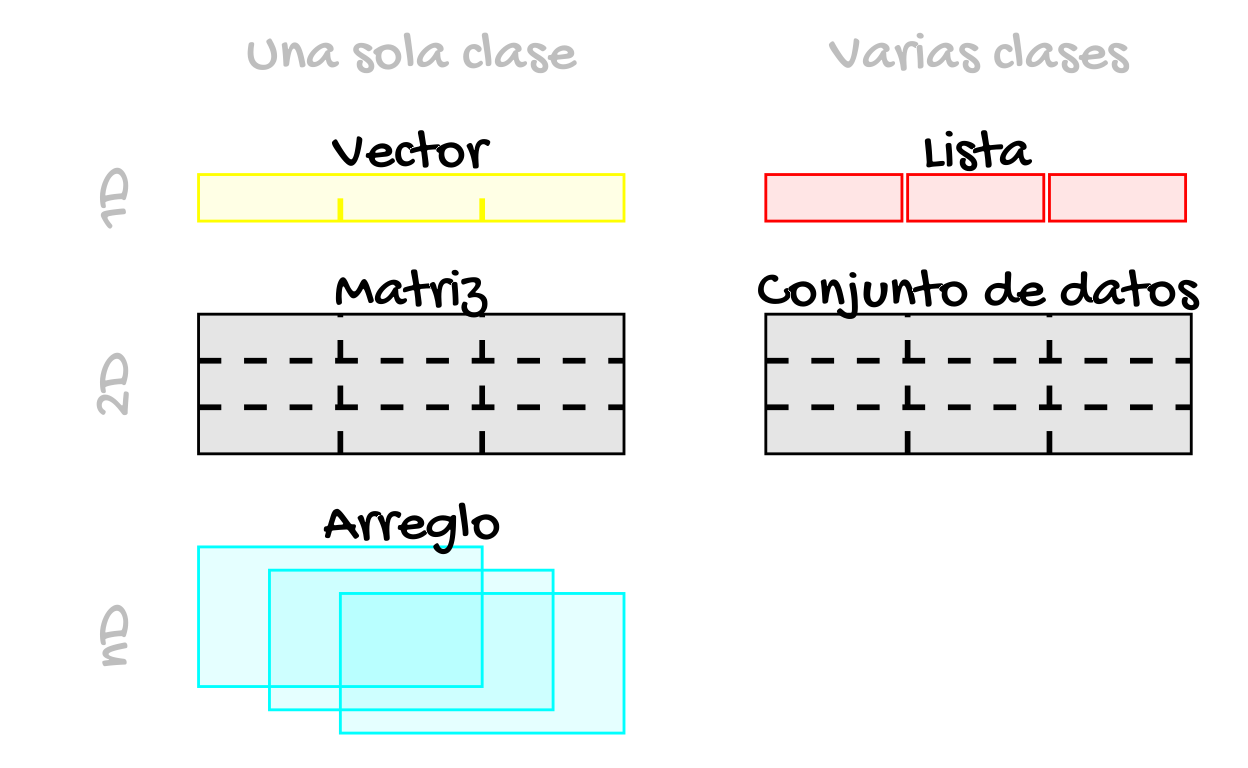 Una sola clase
Varias clases
1D
Vector
Lista
2D
Matriz
Conjunto de datos
nD
Arreglo